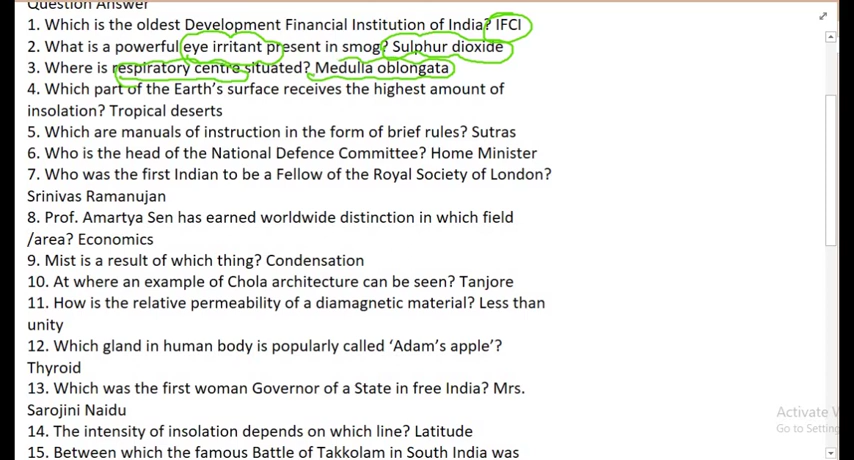 Question Answer
1. Which is the oldest Development Financial Institution of India? IFCI
2. What is a powerful eye irritant present in smog? Sulphur dioxide
3. Where is respiratory centre situated? Medulla oblongata
4. Which part of the Earth's surface receives the highest amount of
insolation? Tropical deserts
5. Which are manuals of instruction in the form of brief rules? Sutras
6. Who is the head of the National Defence Committee? Home Minister
7. Who was the first Indian to be a Fellow of the Royal Society of London?
Srinivas Ramanujan
8. Prof. Amartya Sen has earned worldwide distinction in which field
/area? Economics
9. Mist is a result of which thing? Condensation
10. At where an example of Chola architecture can be seen? Tanjore
11. How is the relative permeability of a diamagnetic material? Less than
unity
12. Which gland in human body is popularly called ‘Adam’s apple’?
Thyroid
13. Which was the first woman Governor of a State in free India? Mrs.
Sarojini Naidu
Activate
Go to Setting
14. The intensity of insolation depends on which line? Latitude
15. Between which the famous Battle of Takkolam in South India was